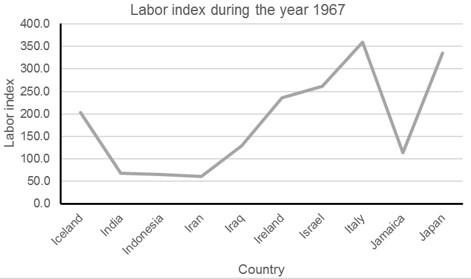 Labor index during the year 1967
400.0
350.0
300.0
250.0
200.0
150.0
100.0
50.0
0.0
Labor index
Iceland
India
Indonesia
Iran
Iraq
Ireland
Israel
Italy
Jamaica
Japan
Country